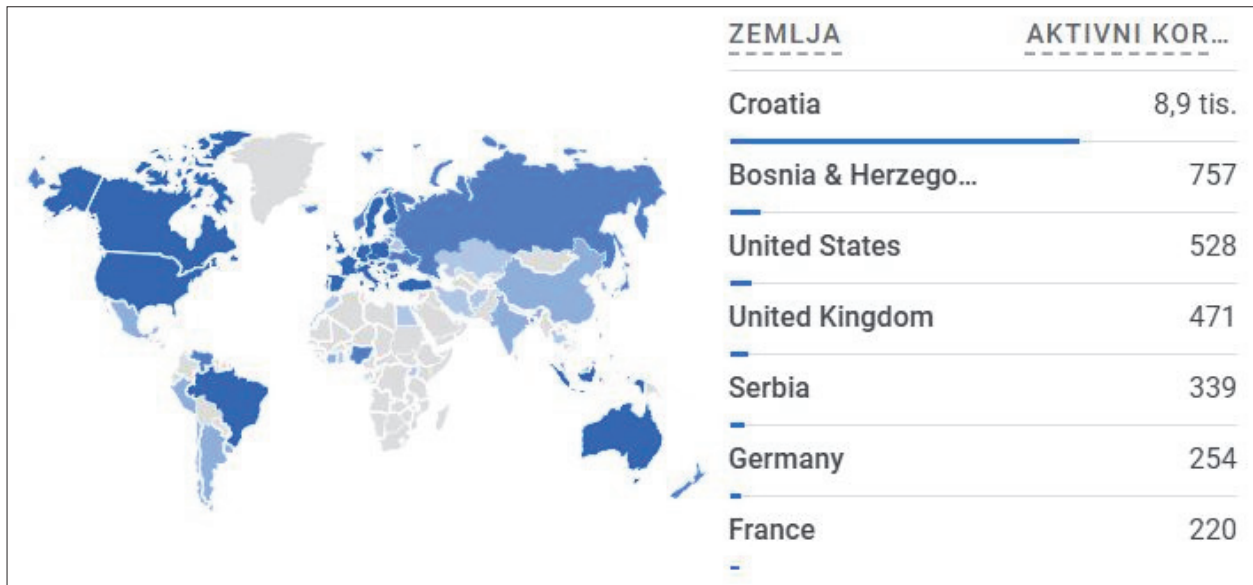 ZEMLJA AKTIVNI KOR...
Croatia 8,9 tis.
Bosnia & Herzego... 757
United States 528
United Kingdom 471
Serbia 339
Germany 254
France 220